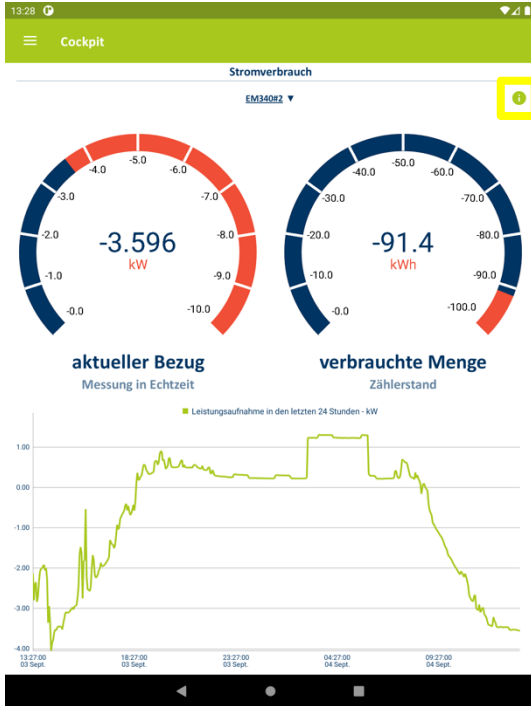 13:28
Cockpit
Stromverbrauch
EM340#2 ▼
-0.0
-1.0
-2.0
-3.0
-4.0
-5.0
-6.0
-7.0
-8.0
-9.0
-10.0
-3.596
kW
aktueller Bezug
Messung in Echtzeit
-0.0
-10.0
-20.0
-30.0
-40.0
-50.0
-60.0
-70.0
-80.0
-90.0
-100.0
-91.4
kWh
verbrauchte Menge
Zählerstand
Leistungsaufnahme in den letzten 24 Stunden - kW
1.00
0.00
-1.00
-2.00
-3.00
-4.00
13:27:00 18:27:00 23:27:00 04:27:00 09:27:00
03 Sept. 03 Sept. 03 Sept. 04 Sept. 04 Sept.